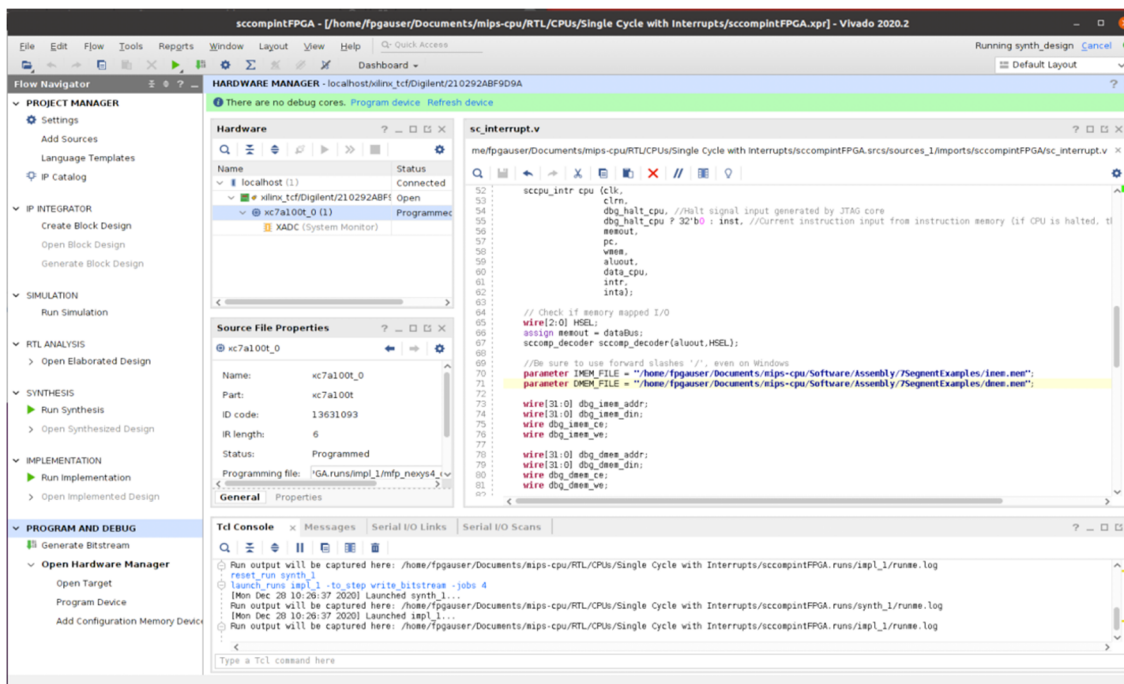 sccompintFPGA - [/home/fpgauser/Documents/mips-cpu/RTL/CPUs/Single Cycle with Interrupts/sccompintFPGA.xpr] - Vivado 2020.2
File Edit Flow Tools Reports Window Layout View Help Quick Access
Running synth_design Cancel
Dashboard
Default Layout
Flow Navigator
PROJECT MANAGER
Settings
Add Sources
Language Templates
IP Catalog
IP INTEGRATOR
Create Block Design
Open Block Design
Generate Block Design
SIMULATION
Run Simulation
RTL ANALYSIS
Open Elaborated Design
SYNTHESIS
Run Synthesis
Open Synthesized Design
IMPLEMENTATION
Run Implementation
Open Implemented Design
PROGRAM AND DEBUG
Generate Bitstream
Open Hardware Manager
Open Target
Program Device
Add Configuration Memory Device
HARDWARE MANAGER - localhost/xilinx_tcf/Digilent/210292ABF9D9A
There are no debug cores. Program device Refresh device
Hardware
Name Status
localhost (1) Connected
xilinx_tcf/Digilent/210292ABF9 Open
xc7a100t_0 (1) Programmed
XADC (System Monitor)
Source File Properties
xc7a100t_0
Name: xc7a100t_0
Part: xc7a100t
ID code: 13631093
IR length: 6
Status: Programmed
Programming file: 'GA.runs/impl_1/mfp_nexys4_
General Properties
sc_interrupt.v
me/fpgauser/Documents/mips-cpu/RTL/CPUs/Single Cycle with Interrupts/sccompintFPGA.srcs/sources_1/imports/sccompintFPGA/sc_interrupt.v
52 sccpu_intr cpu (clk,
53 clrn,
54 dbg_halt_cpu, //Halt signal input generated by JTAG core
55 dbg_halt_cpu ? 32'b0 : inst, //Current instruction input from instruction memory (if CPU is halted,
56 memout,
57 pc,
58 wmem,
59 aluout,
60 data_cpu,
61 intr,
62 inta);
63
64 // Check if memory mapped I/O
65 wire[2:0] HSEL;
66 assign memout = dataBus;
67 sccomp_decoder sccomp_decoder(aluout,HSEL);
68
69 //Be sure to use forward slashes '/', even on Windows
70 parameter IMEM_FILE = "/home/fpgauser/Documents/mips-cpu/Software/Assembly/7SegmentExamples/imem.mem";
71 parameter DMEM_FILE = "/home/fpgauser/Documents/mips-cpu/Software/Assembly/7SegmentExamples/dmem.mem";
72
73 wire[31:0] dbg_imem_addr;
74 wire[31:0] dbg_imem_din;
75 wire dbg_imem_ce;
76 wire dbg_imem_we;
77
78 wire[31:0] dbg_dmem_addr;
79 wire[31:0] dbg_dmem_din;
80 wire dbg_dmem_ce;
81 wire dbg_dmem_we;
Tcl Console Messages Serial I/O Links Serial I/O Scans
Run output will be captured here: /home/fpgauser/Documents/mips-cpu/RTL/CPUs/Single Cycle with Interrupts/sccompintFPGA.runs/impl_1/runme.log
reset_run synth_1
launch_runs impl_1 -to_step write_bitstream -jobs 4
[Mon Dec 28 10:26:37 2020] Launched synth_1...
Run output will be captured here: /home/fpgauser/Documents/mips-cpu/RTL/CPUs/Single Cycle with Interrupts/sccompintFPGA.runs/synth_1/runme.log
[Mon Dec 28 10:26:37 2020] Launched impl_1...
Run output will be captured here: /home/fpgauser/Documents/mips-cpu/RTL/CPUs/Single Cycle with Interrupts/sccompintFPGA.runs/impl_1/runme.log
Type a Tcl command here